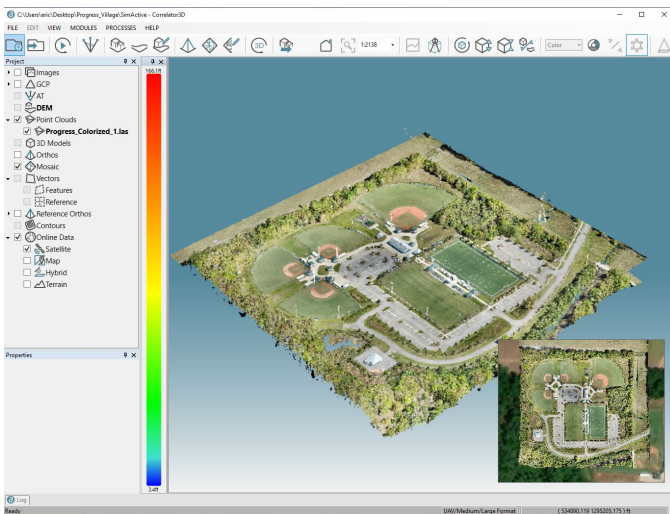 C:\Users\eric\Desktop\Progress_Village\SimActive - Correlator3D
FILE EDIT VIEW MODULES PROCESSES HELP
3D
1:2138
Color
Project
Images
GCP
AT
DEM
Point Clouds
Progress_Colorized_1.las
3D Models
Orthos
Mosaic
Vectors
Features
Reference
Reference Orthos
Contours
Online Data
Satellite
Map
Hybrid
Terrain
166.1ft
3.4ft
Properties
Log
Ready
UAV/Medium/Large Format
( 534890.119 1295205.175 ) ft